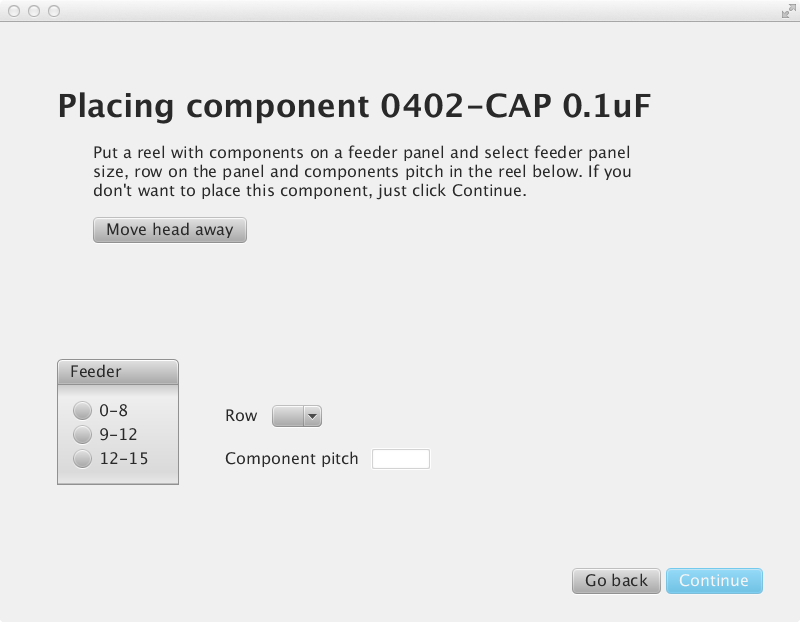 Placing component 0402-CAP 0.1uF
Put a reel with components on a feeder panel and select feeder panel
size, row on the panel and components pitch in the reel below. If you
don't want to place this component, just click Continue.
Move head away
Feeder
0-8
9-12
12-15
Row
Component pitch
Go back
Continue